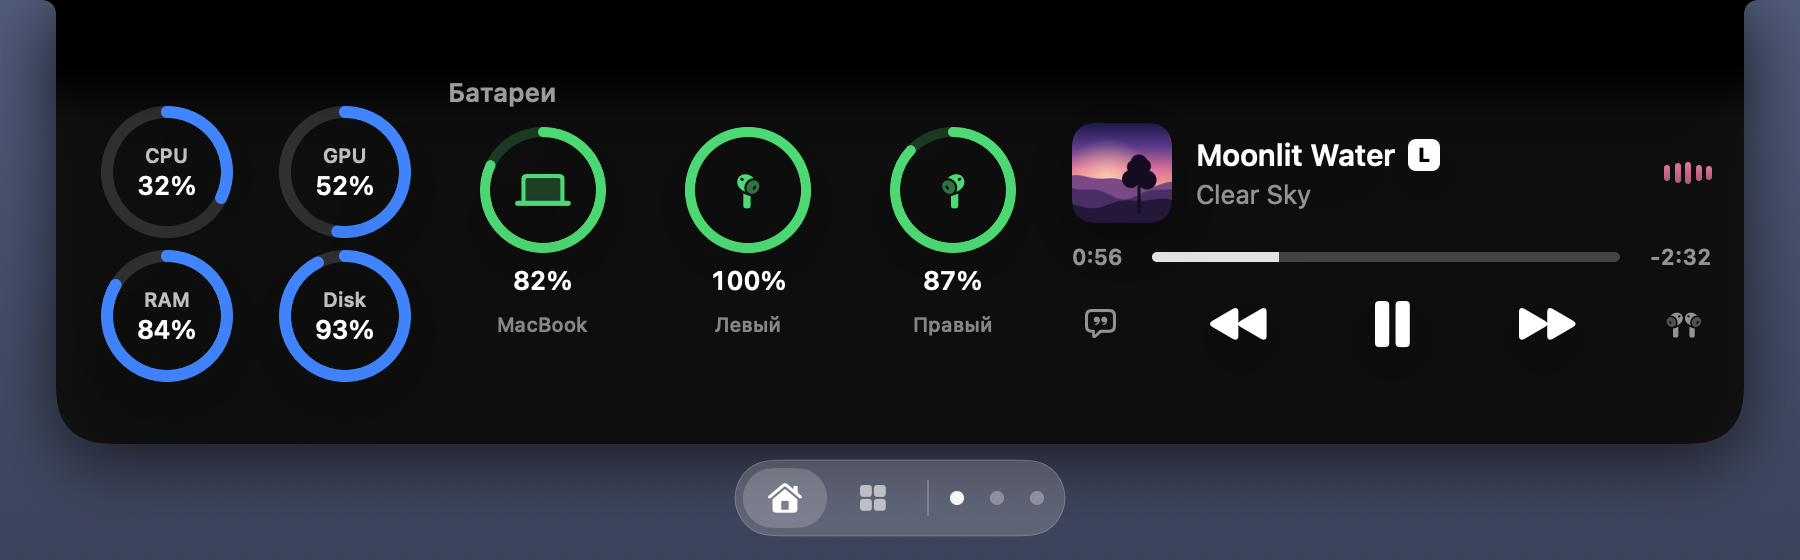 CPU
32%
GPU
52%
RAM
84%
Disk
93%
Батареи
82%
MacBook
100%
Левый
87%
Правый
Moonlit Water L
Clear Sky
0:56
-2:32